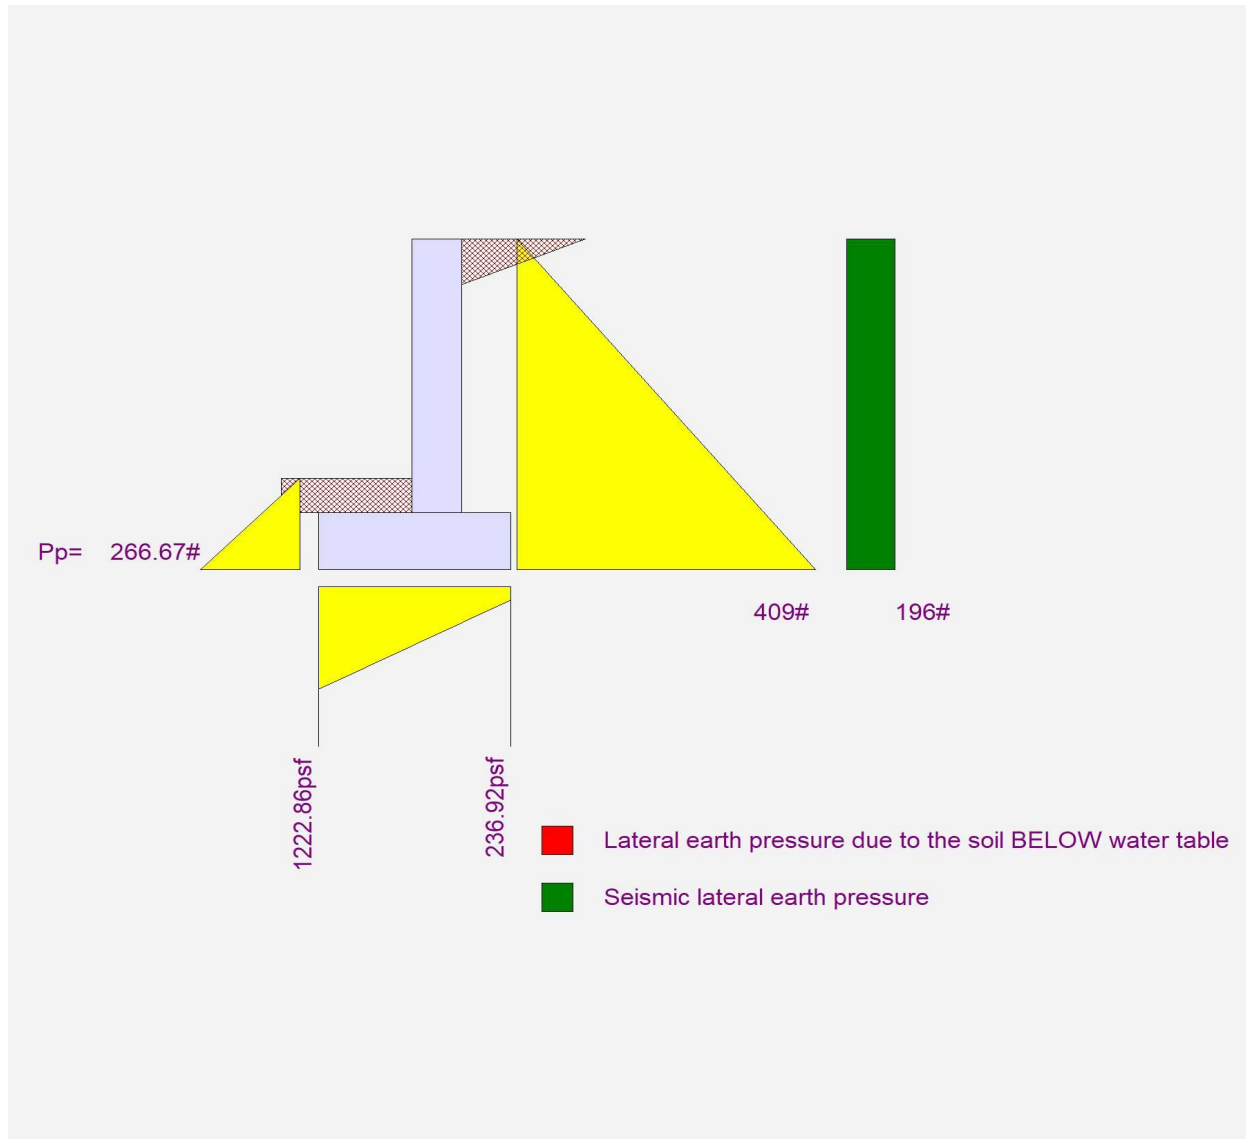 Pp= 266.67#
409#
196#
1222.86psf
236.92psf
Lateral earth pressure due to the soil BELOW water table
Seismic lateral earth pressure